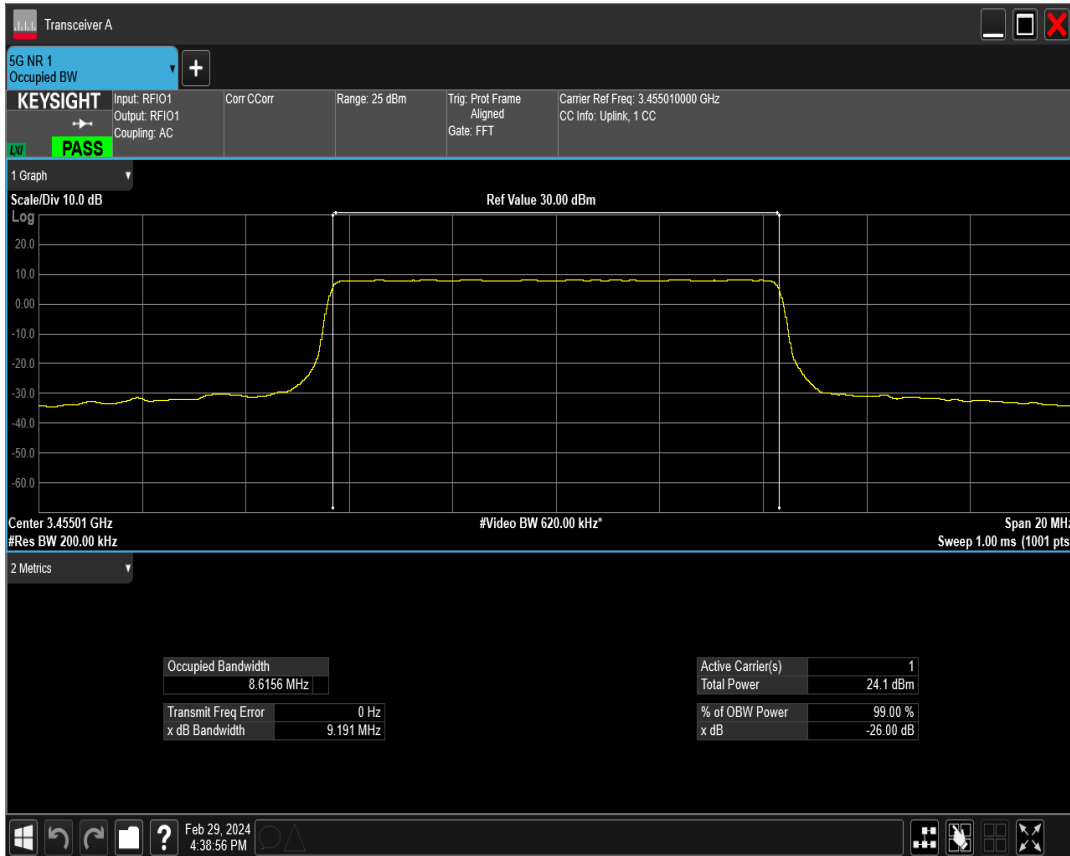 Transceiver A
5G NR 1
Occupied BW
+
KEYSIGHT
LXI
PASS
Input: RFIO1
Output: RFIO1
Coupling: AC
Corr CCorr
Range: 25 dBm
Trig: Prot Frame
Aligned
Gate: FFT
Carrier Ref Freq: 3.455010000 GHz
CC Info: Uplink, 1 CC
1 Graph
Scale/Div 10.0 dB
Ref Value 30.00 dBm
Log
20.0
10.0
0.00
-10.0
-20.0
-30.0
-40.0
-50.0
-60.0
Center 3.45501 GHz
#Video BW 620.00 kHz*
Span 20 MHz
#Res BW 200.00 kHz
Sweep 1.00 ms (1001 pts
2 Metrics
Occupied Bandwidth
8.6156 MHz
Transmit Freq Error 0 Hz
x dB Bandwidth 9.191 MHz
Active Carrier(s) 1
Total Power 24.1 dBm
% of OBW Power 99.00 %
x dB -26.00 dB
?
Feb 29, 2024
4:38:56 PM